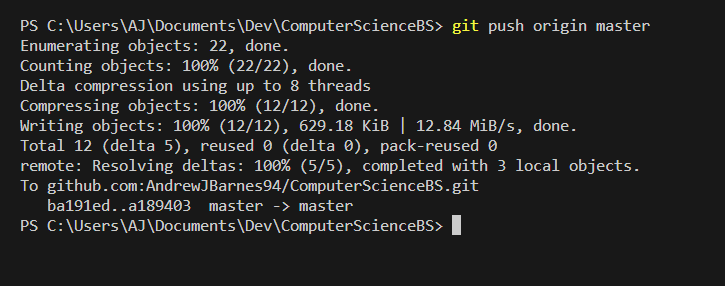 PS C:\Users\AJ\Documents\Dev\ComputerScienceBS> git push origin master
Enumerating objects: 22, done.
Counting objects: 100% (22/22), done.
Delta compression using up to 8 threads
Compressing objects: 100% (12/12), done.
Writing objects: 100% (12/12), 629.18 KiB | 12.84 MiB/s, done.
Total 12 (delta 5), reused 0 (delta 0), pack-reused 0
remote: Resolving deltas: 100% (5/5), completed with 3 local objects.
To github.com:AndrewJBarnes94/ComputerScienceBS.git
   ba191ed..a189403  master -> master
PS C:\Users\AJ\Documents\Dev\ComputerScienceBS>